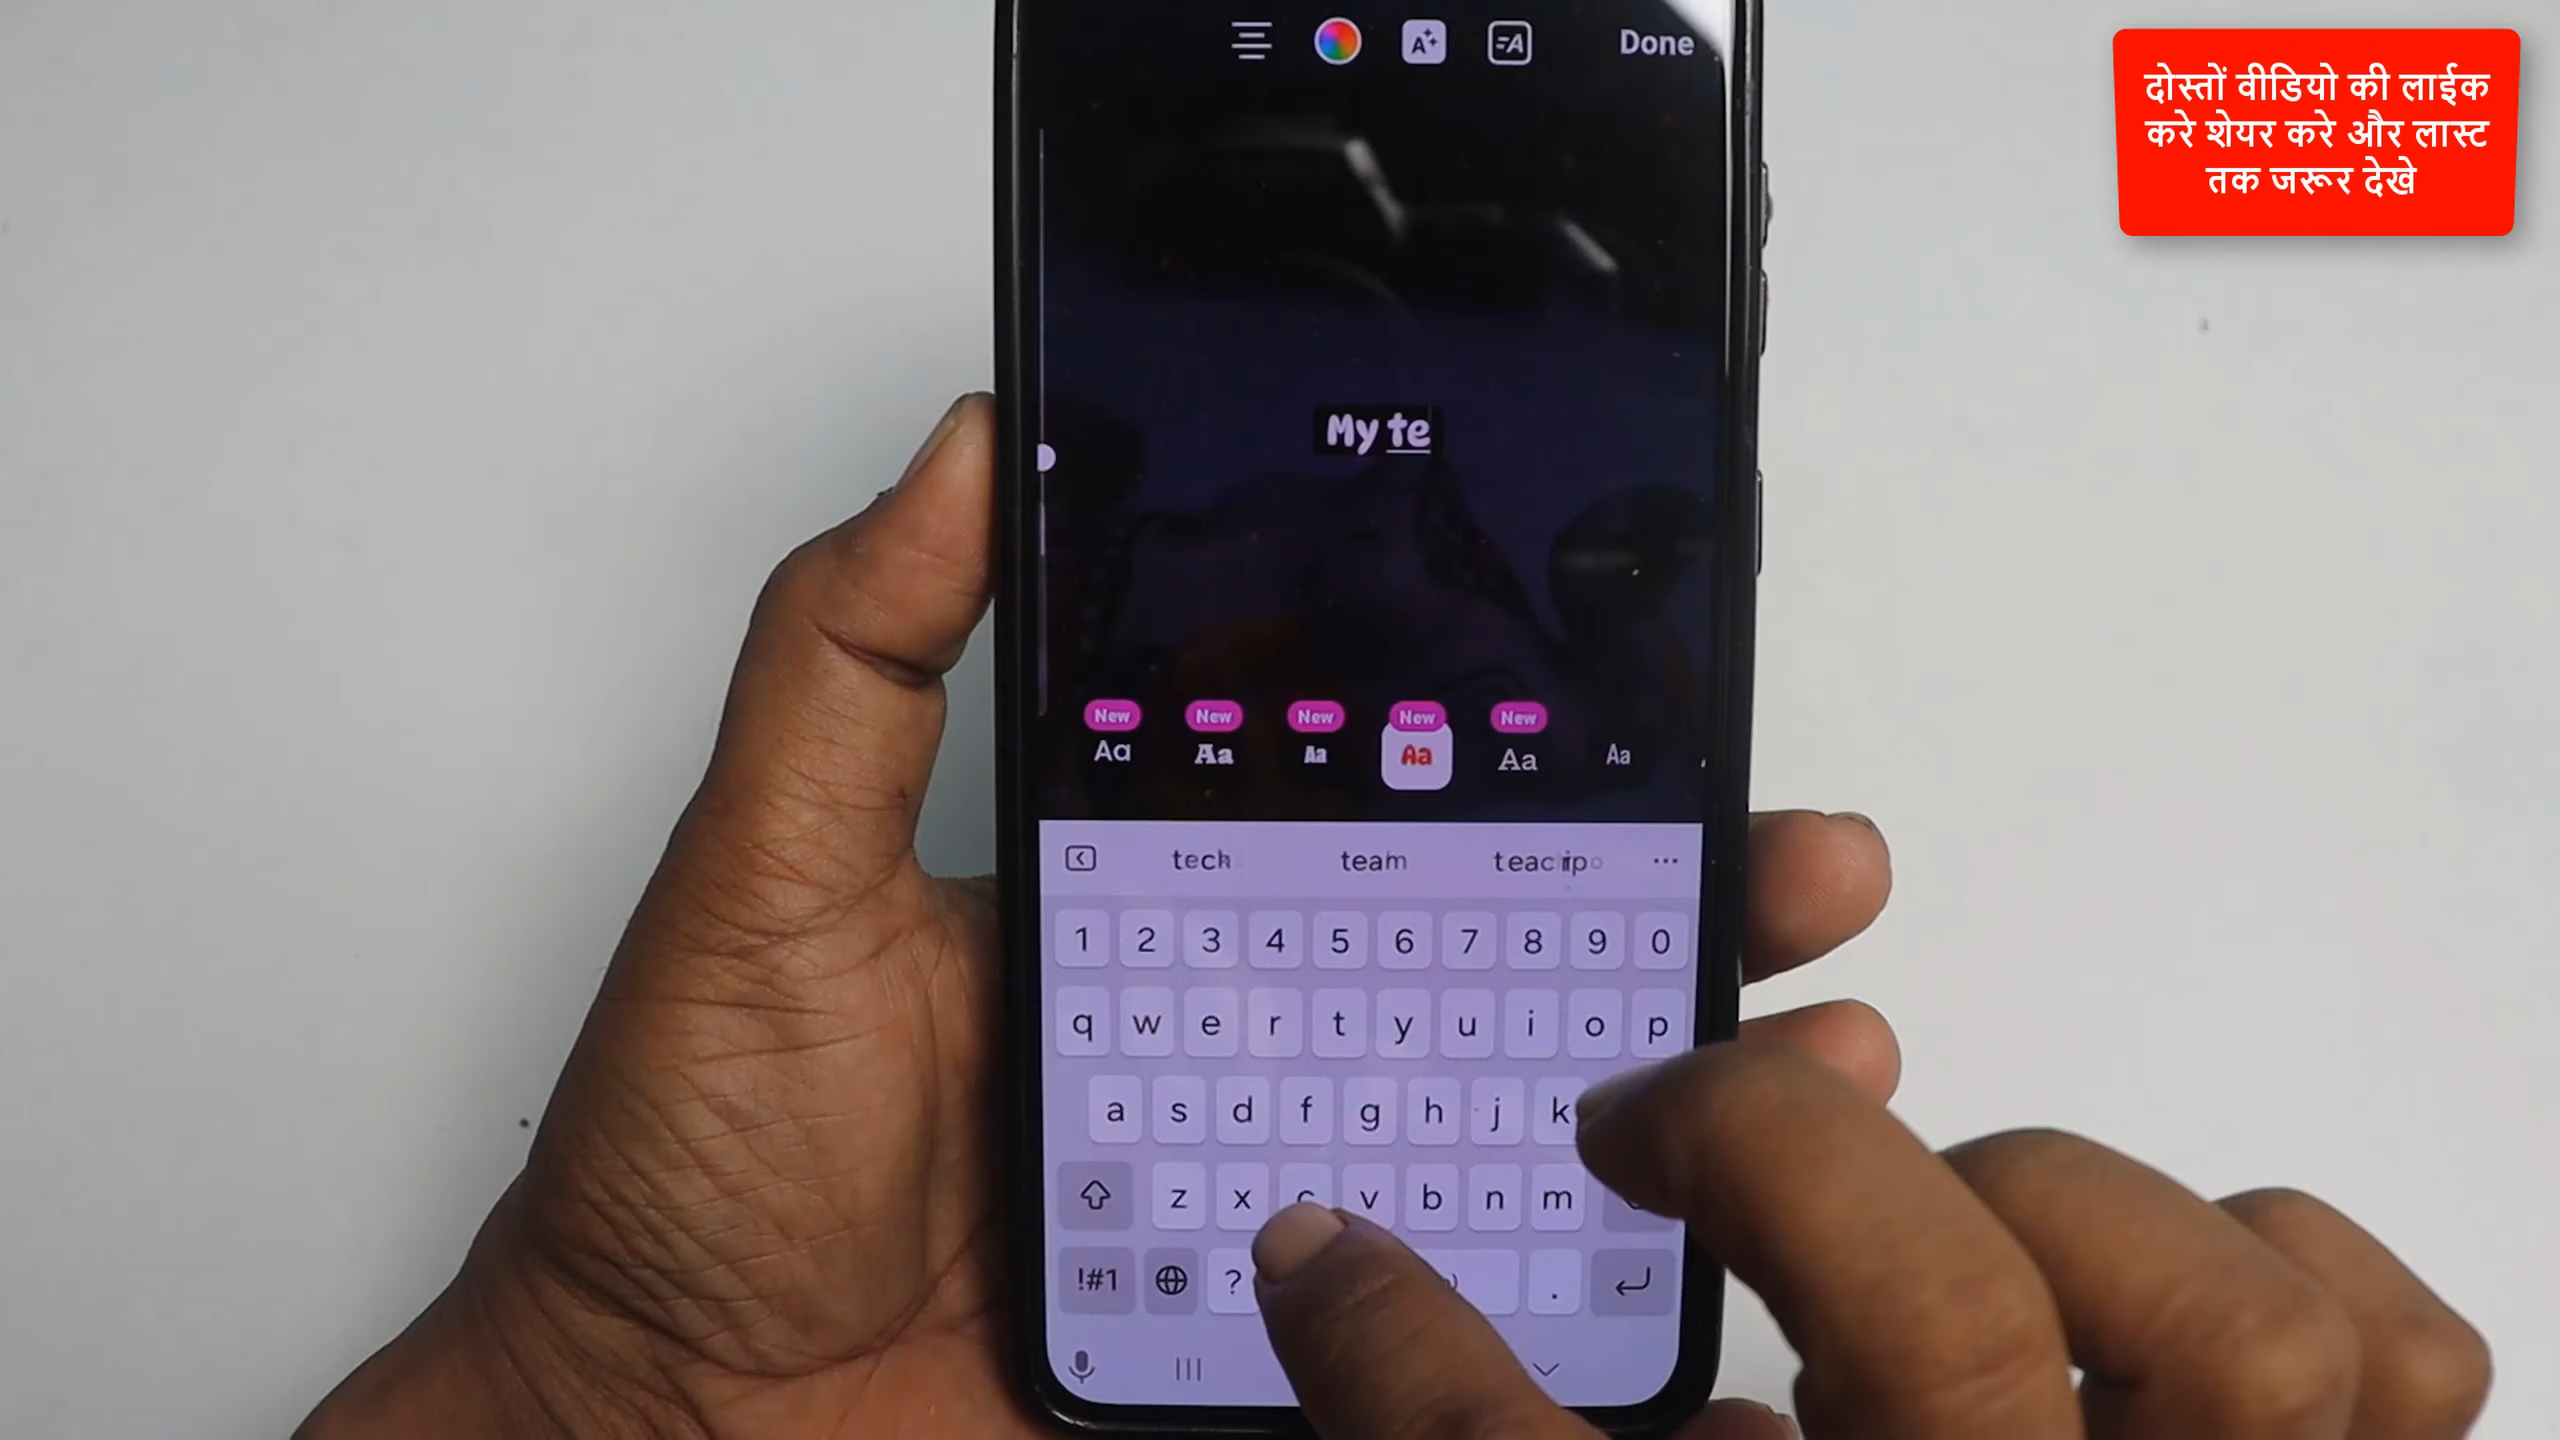 Done
दोस्तों वीडियो की लाईक
करे शेयर करे और लास्ट
तक जरूर देखे
My te
New New New New New
Aa Aa Aa Aa Aa Aa
tech team
1 2 3 4 5 6 7 8 9 0
q w e r t y u i o p
a s d f g h j k
z x c v b n m
!#1 ? .